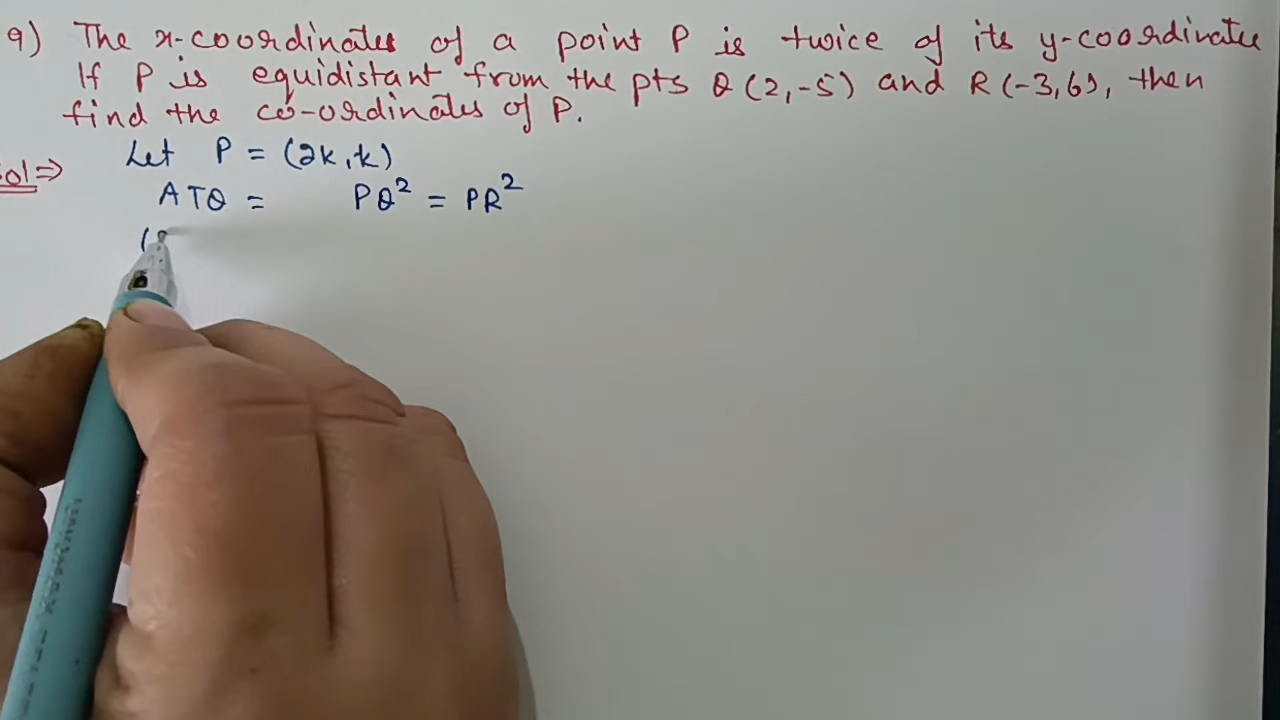 9) The x-coordinates of a point P is twice of its y-coordinates
If P is equidistant from the pts Q (2,-5) and R(-3,6), then
find the co-ordinates of P.
Sol⇒ Let P = (2k,k)
ATQ = PQ² = PR²
(